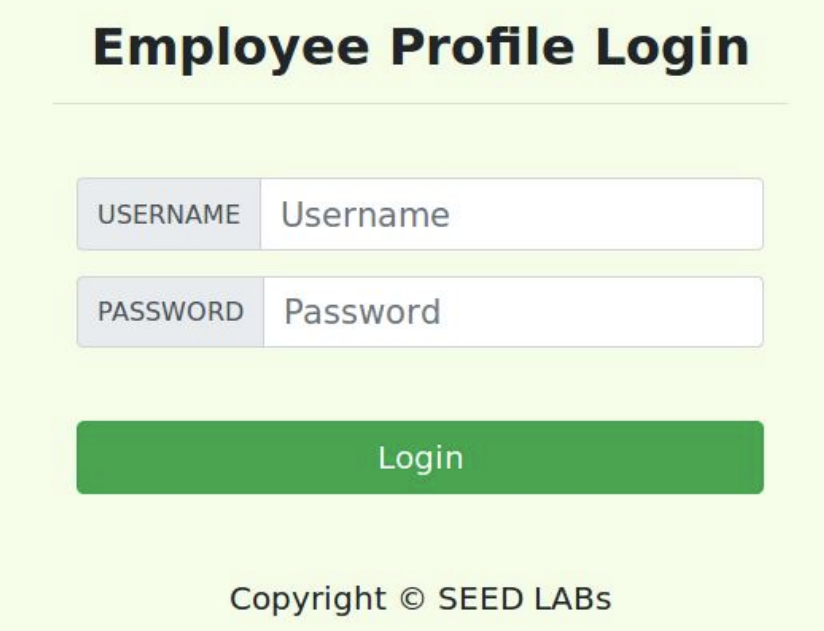 Employee Profile Login
USERNAME Username
PASSWORD Password
Login
Copyright © SEED LABs